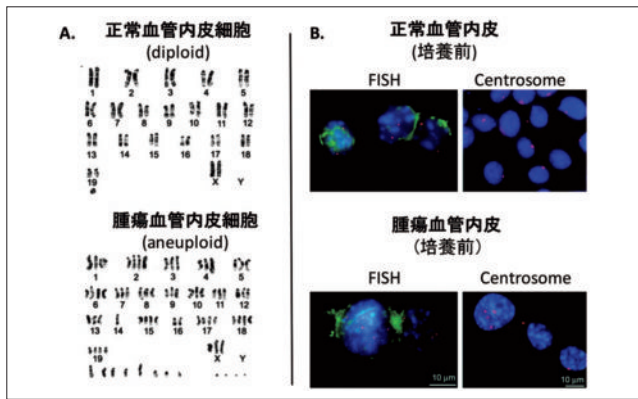 A.
正常血管内皮細胞
(diploid)
1 2 3 4 5
6 7 8 9 10 11 12
13 14 15 16 17 18
19 X Y
腫瘍血管内皮細胞
(aneuploid)
1 2 3 4 5
6 7 8 9 10 11 12
13 14 15 16 17 18
19 X Y
B.
正常血管内皮
(培養前)
FISH Centrosome
腫瘍血管内皮
(培養前)
FISH Centrosome
10 μm 10 μm